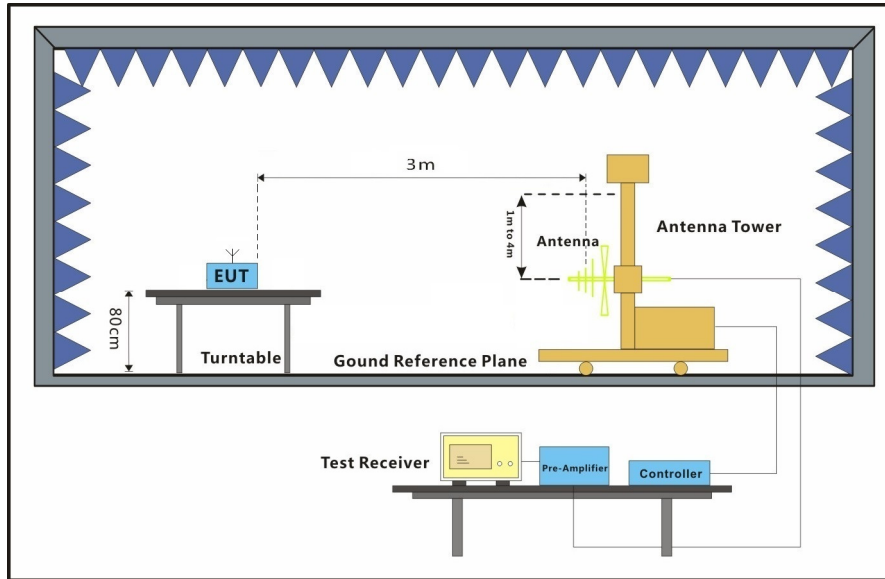 3m
1m to 4m
Antenna
Antenna Tower
EUT
80cm
Turntable
Gound Reference Plane
Test Receiver
Pre-Amplifier
Controller